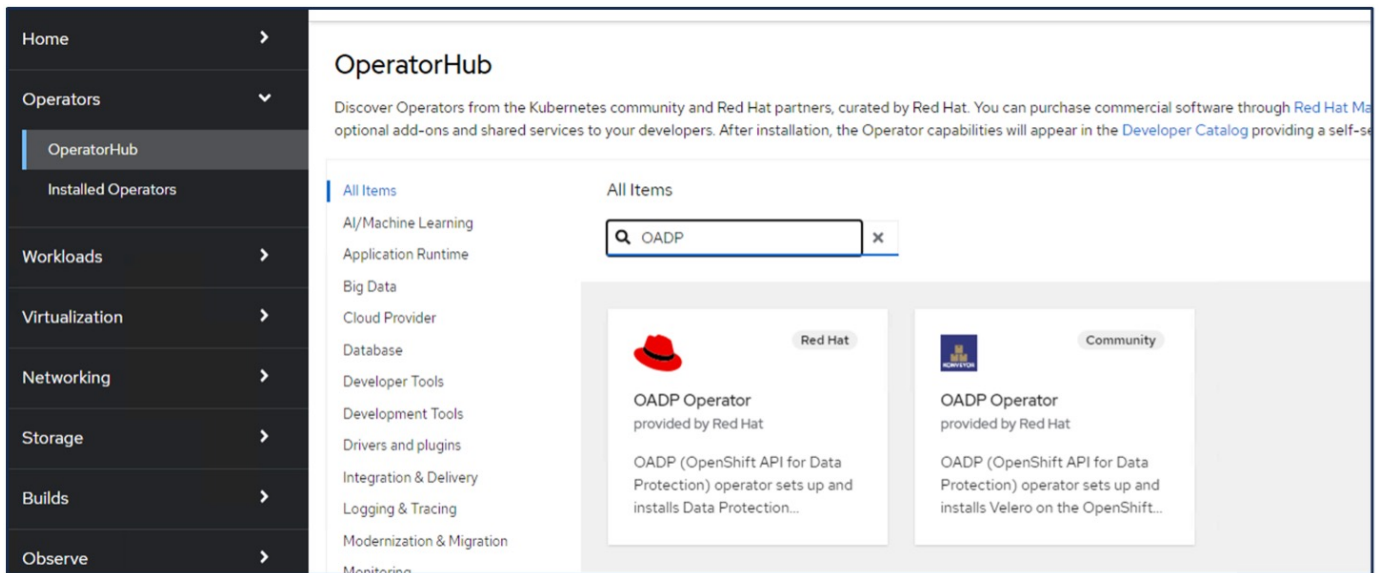 Home
Operators
OperatorHub
Installed Operators
Workloads
Virtualization
Networking
Storage
Builds
Observe
OperatorHub
Discover Operators from the Kubernetes community and Red Hat partners, curated by Red Hat. You can purchase commercial software through Red Hat Ma
optional add-ons and shared services to your developers. After installation, the Operator capabilities will appear in the Developer Catalog providing a self-se
All Items
AI/Machine Learning
Application Runtime
Big Data
Cloud Provider
Database
Developer Tools
Development Tools
Drivers and plugins
Integration & Delivery
Logging & Tracing
Modernization & Migration
Monitoring
All Items
OADP
Red Hat
OADP Operator
provided by Red Hat
OADP (OpenShift API for Data
Protection) operator sets up and
installs Data Protection...
KONVEYOR
Community
OADP Operator
provided by Red Hat
OADP (OpenShift API for Data
Protection) operator sets up and
installs Velero on the OpenShift...